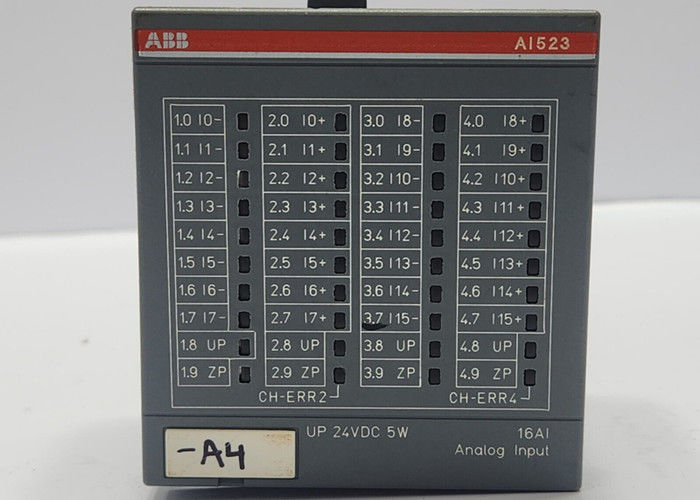 ABB AI523
1.0 I0- 2.0 I0+ 3.0 I8- 4.0 I8+
1.1 I1- 2.1 I1+ 3.1 I9- 4.1 I9+
1.2 I2- 2.2 I2+ 3.2 I10- 4.2 I10+
1.3 I3- 2.3 I3+ 3.3 I11- 4.3 I11+
1.4 I4- 2.4 I4+ 3.4 I12- 4.4 I12+
1.5 I5- 2.5 I5+ 3.5 I13- 4.5 I13+
1.6 I6- 2.6 I6+ 3.6 I14- 4.6 I14+
1.7 I7- 2.7 I7+ 3.7 I15- 4.7 I15+
1.8 UP 2.8 UP 3.8 UP 4.8 UP
1.9 ZP 2.9 ZP 3.9 ZP 4.9 ZP
CH-ERR2 CH-ERR4
UP 24VDC 5W 16AI
Analog Input
-A4